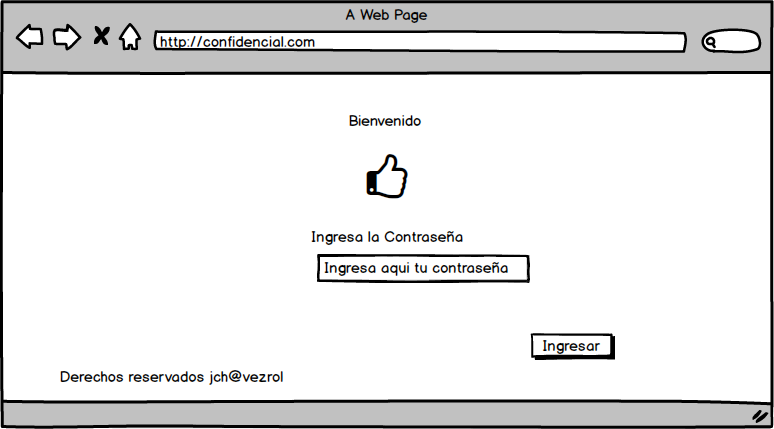 A Web Page
http://confidencial.com
Bienvenido
Ingresa la Contraseña
Ingresa aqui tu contraseña
Ingresar
Derechos reservados jch@vezrol